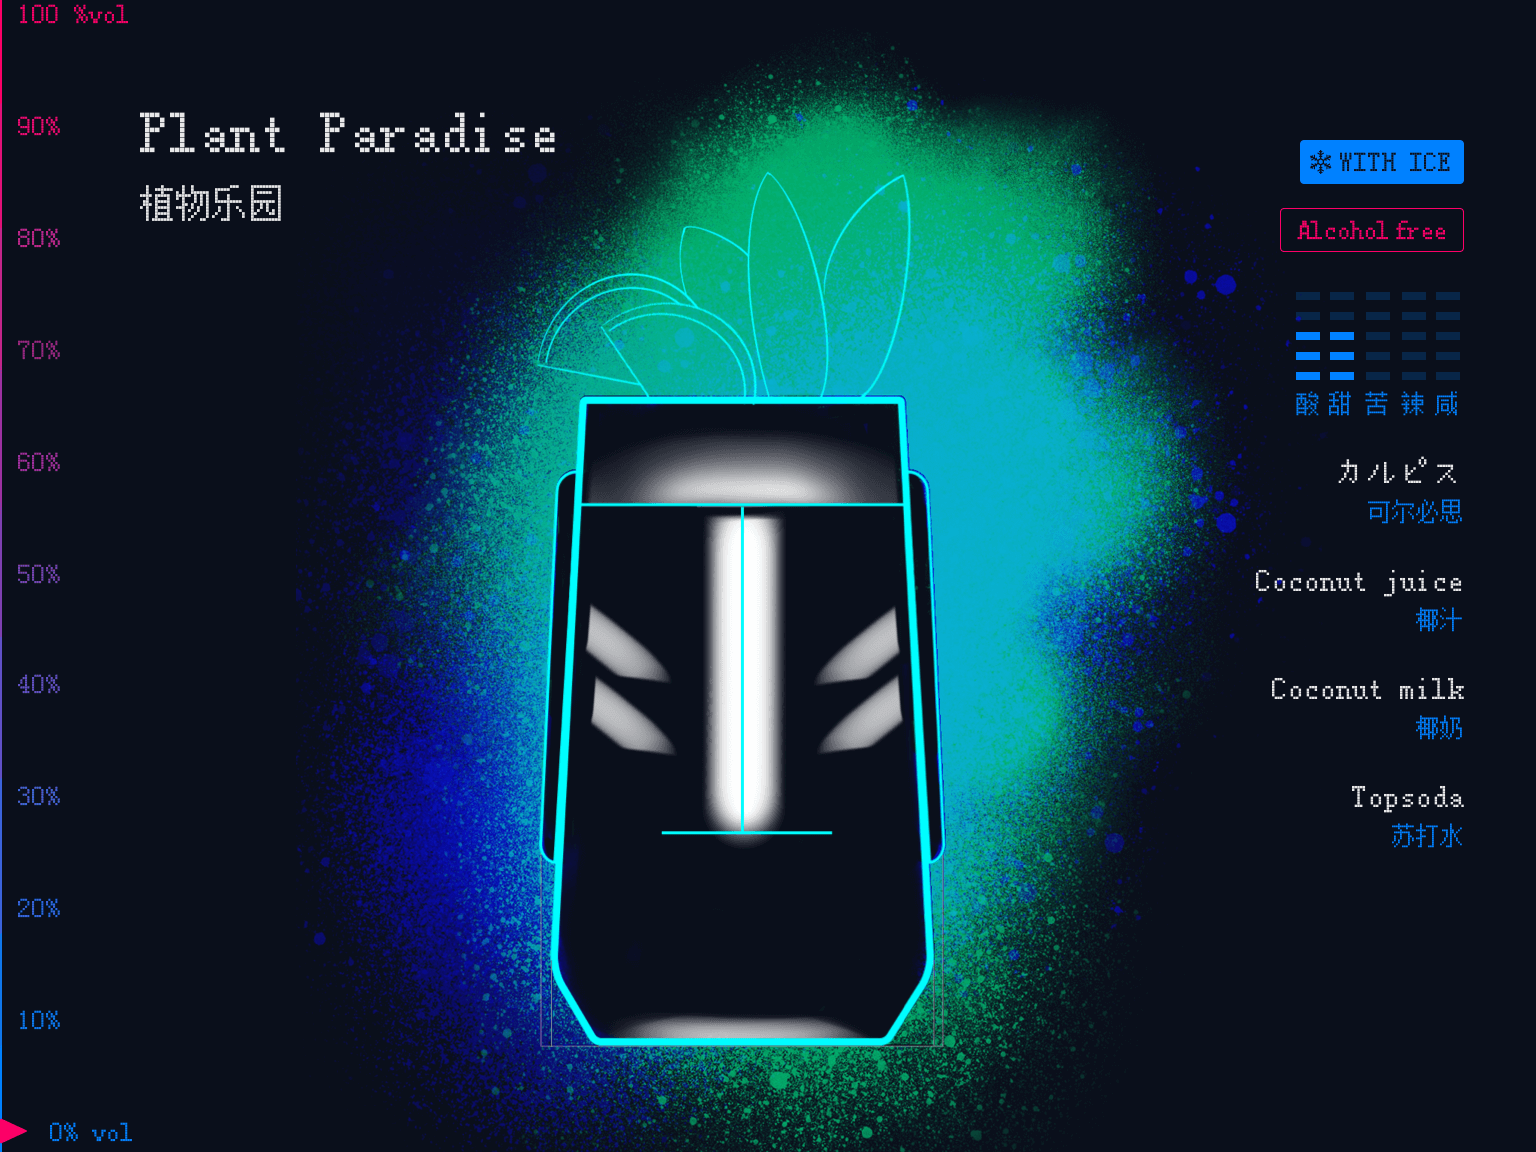 100 %vol
90%
80%
70%
60%
50%
40%
30%
20%
10%
0% vol
Plant Paradise
植物乐园
WITH ICE
Alcohol free
酸 甜 苦 辣 咸
カルピス
可尔必思
Coconut juice
椰汁
Coconut milk
椰奶
Topsoda
苏打水